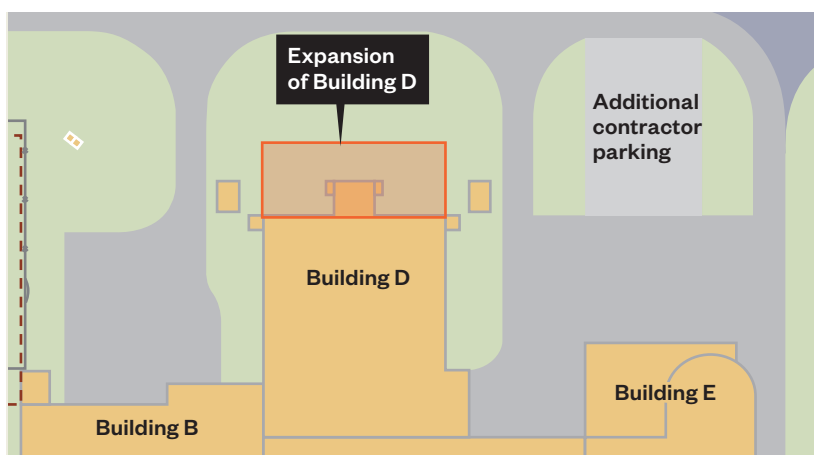 Expansion
of Building D
Additional
contractor
parking
Building D
Building E
Building B